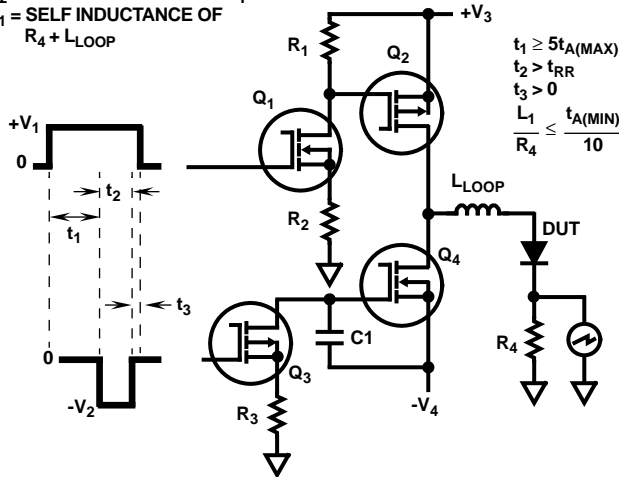 1 = SELF INDUCTANCE OF
R4 + LLOOP
+V3
R1
Q2
t1 ≥ 5tA(MAX)
t2 > tRR
t3 > 0
L1/R4 ≤ tA(MIN)/10
Q1
+V1
0
t2
t1
R2
LLOOP
DUT
Q4
t3
C1
R4
0
Q3
-V2
R3
-V4